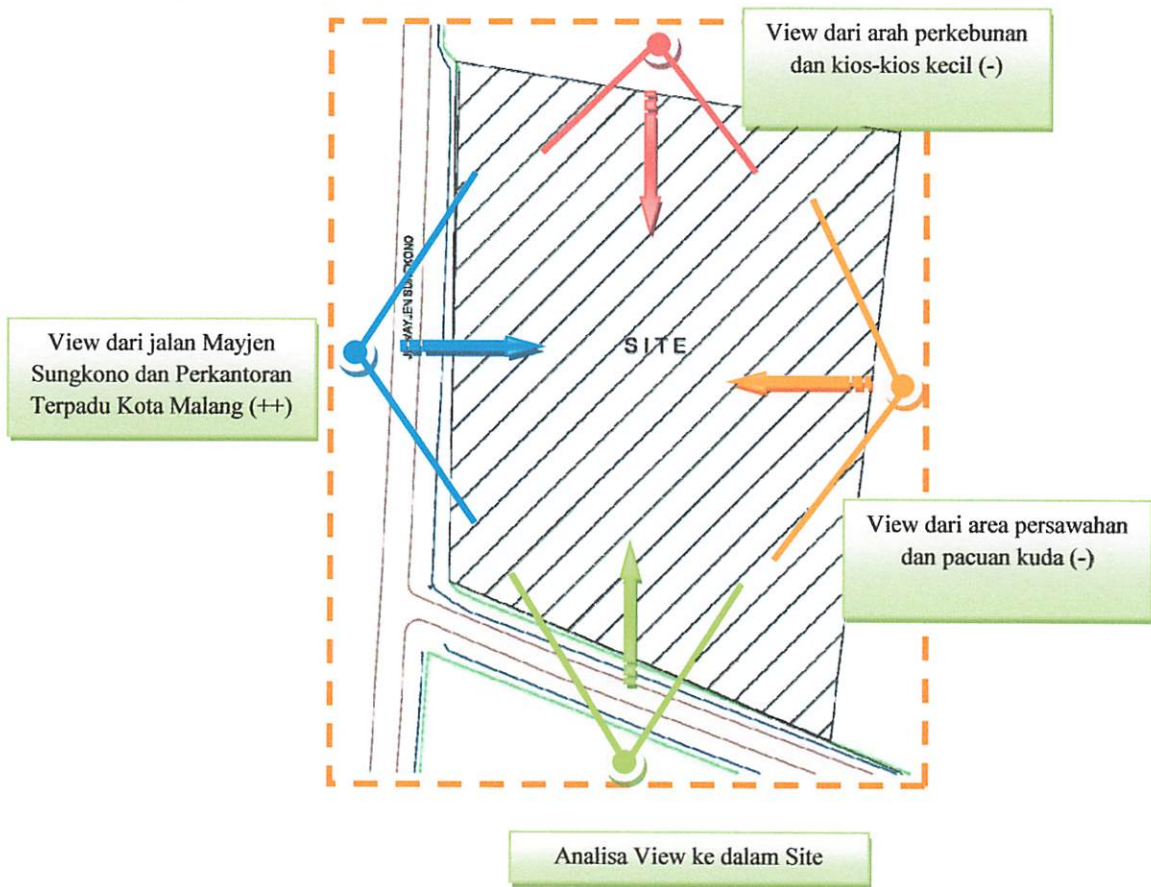 View dari arah perkebunan
dan kios-kios kecil (-)
View dari jalan Mayjen
Sungkono dan Perkantoran
Terpadu Kota Malang (++)
SITE
View dari area persawahan
dan pacuan kuda (-)
Analisa View ke dalam Site